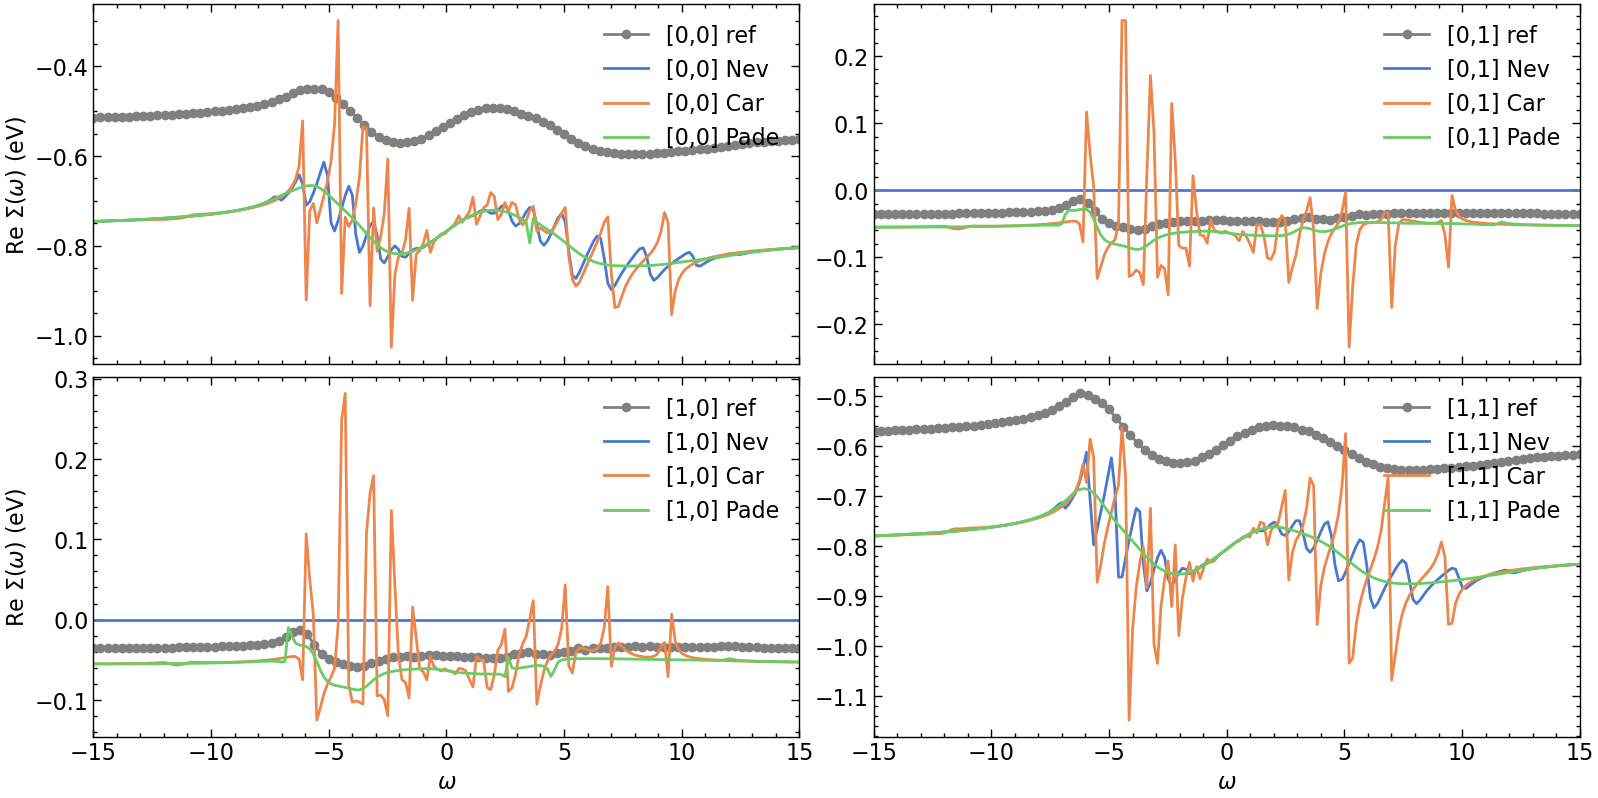 Re Σ(ω) (eV)
−0.4
−0.6
−0.8
−1.0
[0,0] ref
[0,0] Nev
[0,0] Car
[0,0] Pade
0.2
0.1
0.0
−0.1
−0.2
[0,1] ref
[0,1] Nev
[0,1] Car
[0,1] Pade
Re Σ(ω) (eV)
0.3
0.2
0.1
0.0
−0.1
[1,0] ref
[1,0] Nev
[1,0] Car
[1,0] Pade
−15 −10 −5 0 5 10 15
ω
−0.5
−0.6
−0.7
−0.8
−0.9
−1.0
−1.1
[1,1] ref
[1,1] Nev
[1,1] Car
[1,1] Pade
−15 −10 −5 0 5 10 15
ω